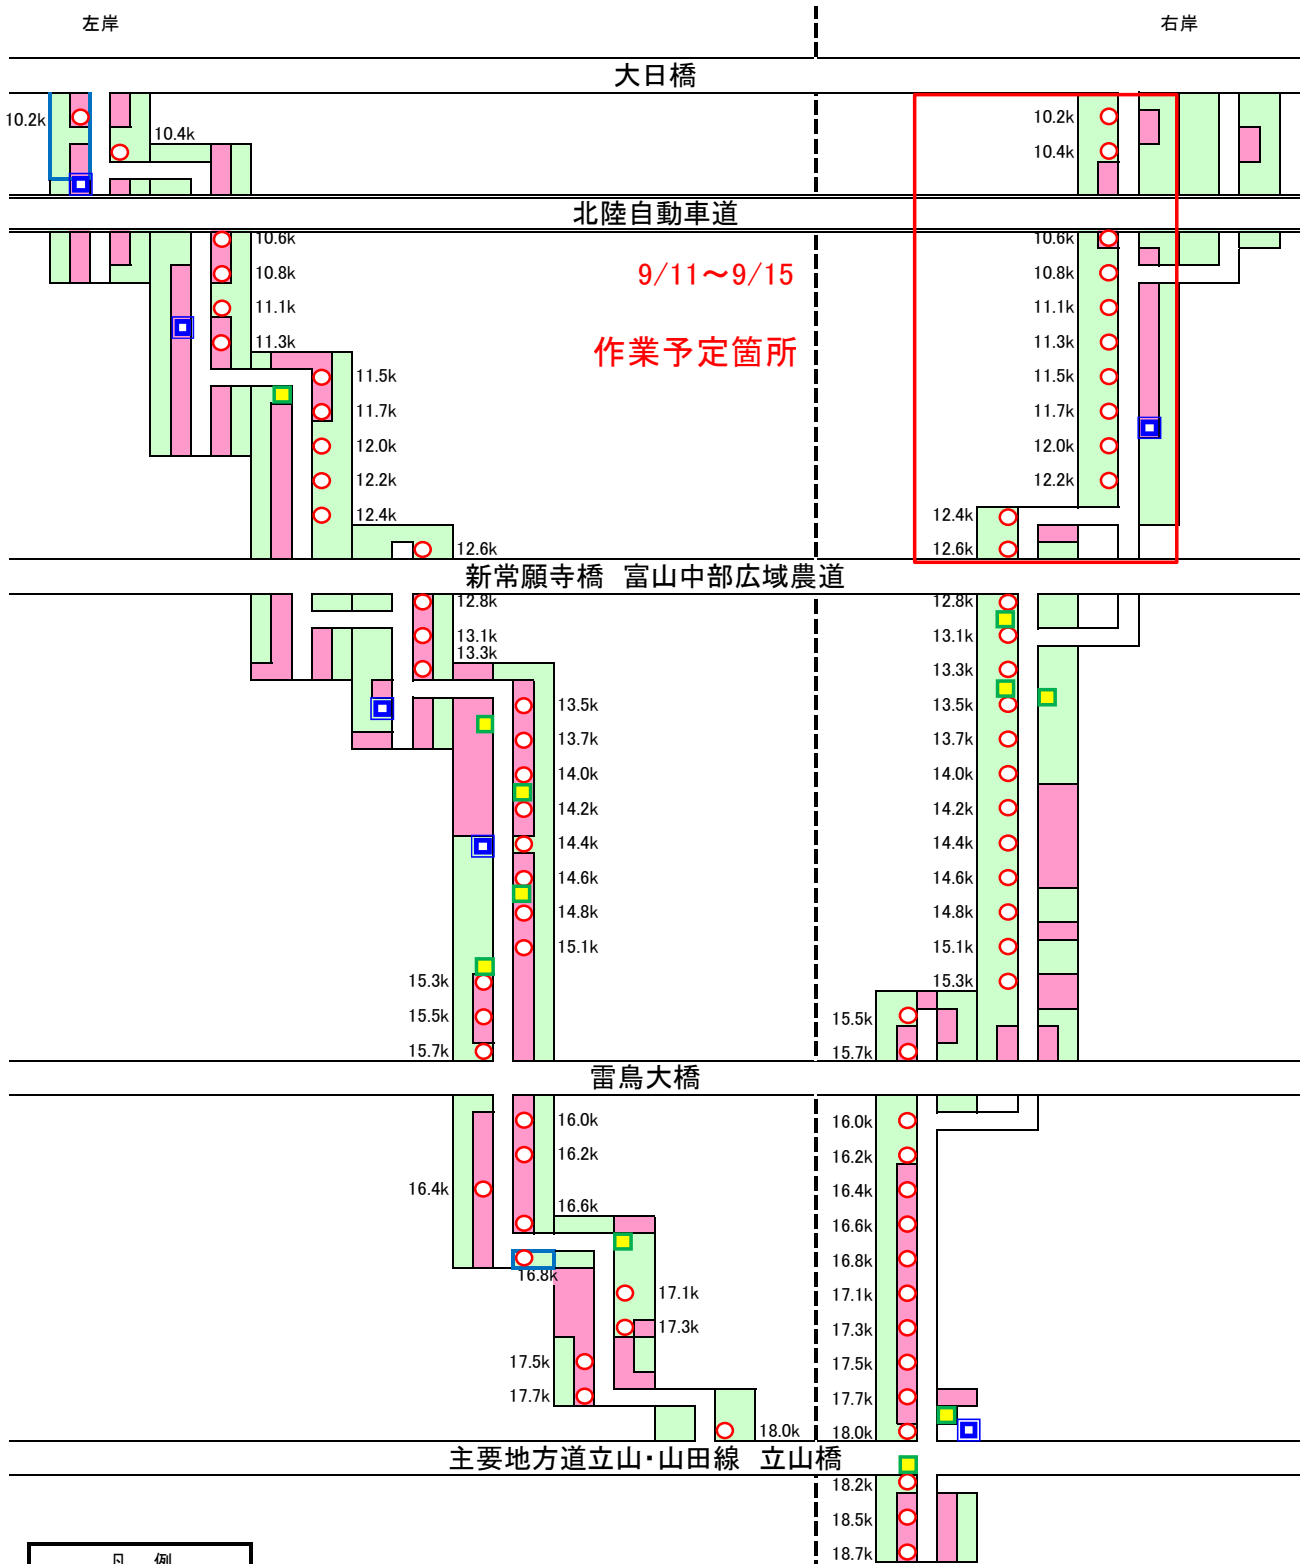 左岸 右岸
大日橋
10.2k
10.4k
10.2k
10.4k
北陸自動車道
10.6k
10.8k
11.1k
11.3k
11.5k
11.7k
12.0k
12.2k
12.4k
12.6k
9/11～9/15
作業予定箇所
10.6k
10.8k
11.1k
11.3k
11.5k
11.7k
12.0k
12.2k
12.4k
12.6k
新常願寺橋 富山中部広域農道
12.8k
13.1k
13.3k
13.5k
13.7k
14.0k
14.2k
14.4k
14.6k
14.8k
15.1k
15.3k
15.5k
15.7k
12.8k
13.1k
13.3k
13.5k
13.7k
14.0k
14.2k
14.4k
14.6k
14.8k
15.1k
15.3k
15.5k
15.7k
雷鳥大橋
16.0k
16.2k
16.4k
16.6k
16.8k
17.1k
17.3k
17.5k
17.7k
18.0k
16.0k
16.2k
16.4k
16.6k
16.8k
17.1k
17.3k
17.5k
17.7k
18.0k
主要地方道立山・山田線 立山橋
18.2k
18.5k
18.7k
凡 例